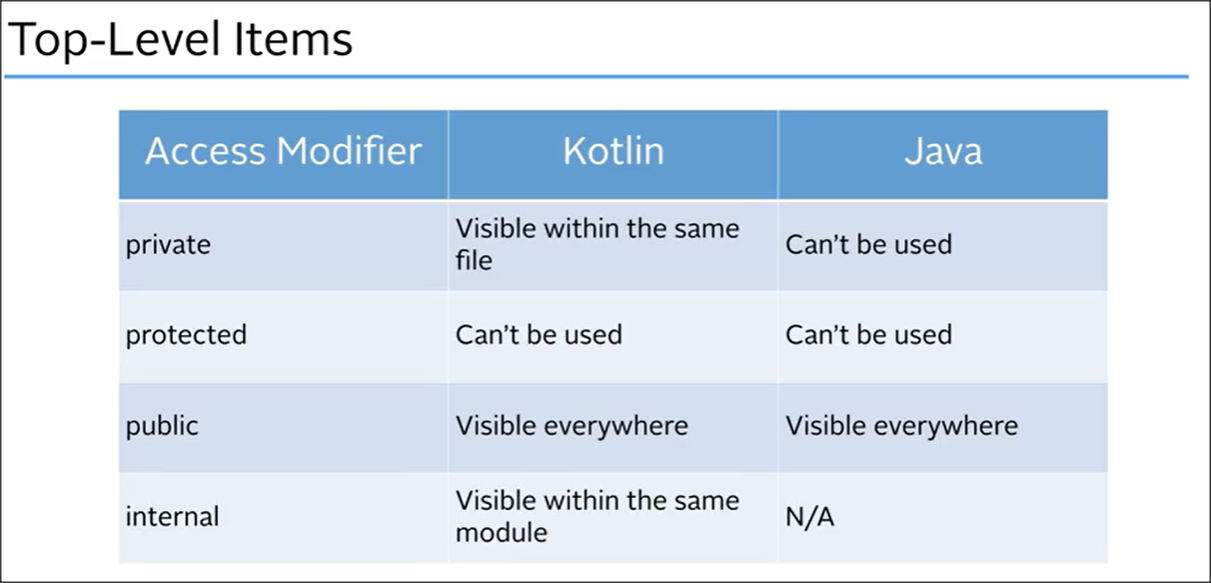 Top-Level Items
Access Modifier Kotlin Java
private Visible within the same file Can’t be used
protected Can’t be used Can’t be used
public Visible everywhere Visible everywhere
internal Visible within the same module N/A